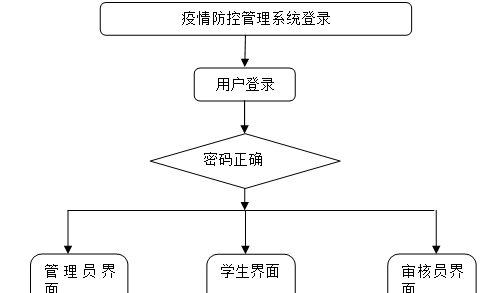 疫情防控管理系统登录
用户登录
密码正确
管理员界
面
学生界面
审核员界
面